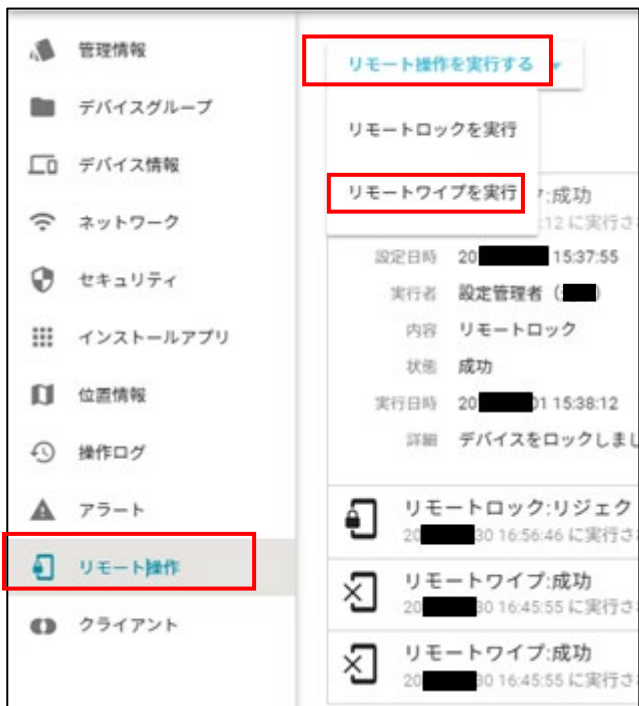 管理情報
デバイスグループ
デバイス情報
ネットワーク
セキュリティ
インストールアプリ
位置情報
操作ログ
アラート
リモート操作
クライアント
リモート操作を実行する
リモートロックを実行
リモートワイプを実行
:成功
:12 に実行さ
設定日時 20 15:37:55
実行者 設定管理者（
内容 リモートロック
状態 成功
実行日時 20 01 15:38:12
詳細 デバイスをロックしまし
リモートロック:リジェク
20 30 16:56:46 に実行さ
リモートワイプ:成功
20 30 16:45:55 に実行さ
リモートワイプ:成功
20 30 16:45:55 に実行さ